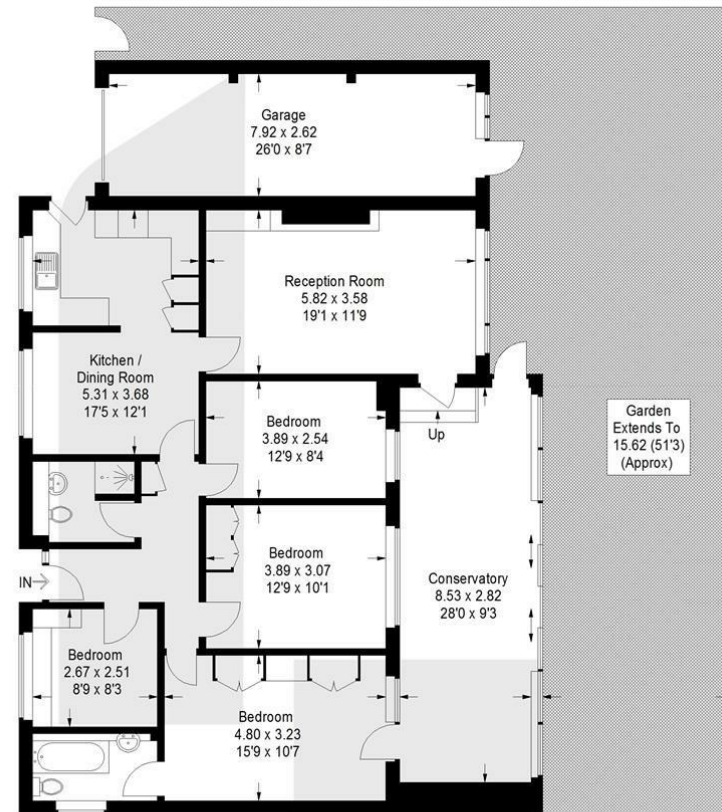 Garage
7.92 x 2.62
26'0 x 8'7
Reception Room
5.82 x 3.58
19'1 x 11'9
Kitchen /
Dining Room
5.31 x 3.68
17'5 x 12'1
Bedroom
3.89 x 2.54
12'9 x 8'4
Up
Garden
Extends To
15.62 (51'3)
(Approx)
Bedroom
3.89 x 3.07
12'9 x 10'1
Conservatory
8.53 x 2.82
28'0 x 9'3
IN
Bedroom
2.67 x 2.51
8'9 x 8'3
Bedroom
4.80 x 3.23
15'9 x 10'7